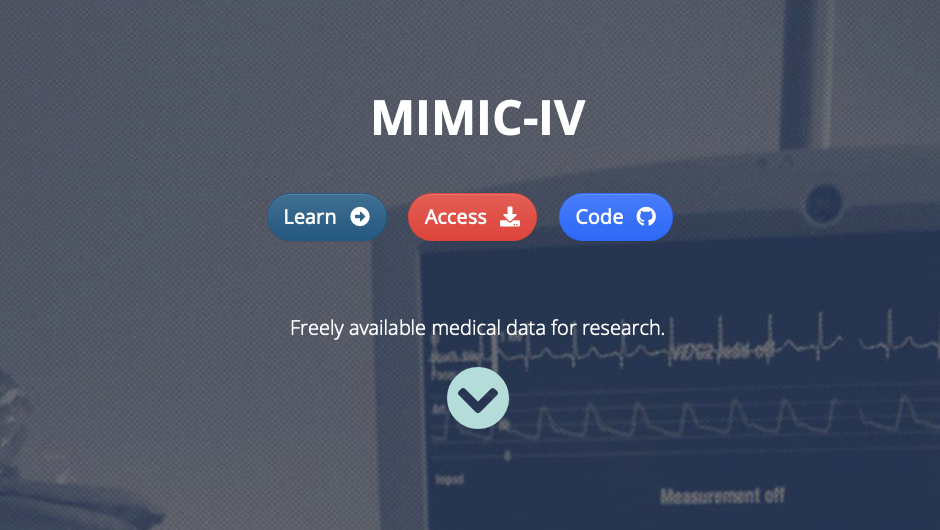 MIMIC-IV
Learn
Access
Code
Freely available medical data for research.
Measurement off